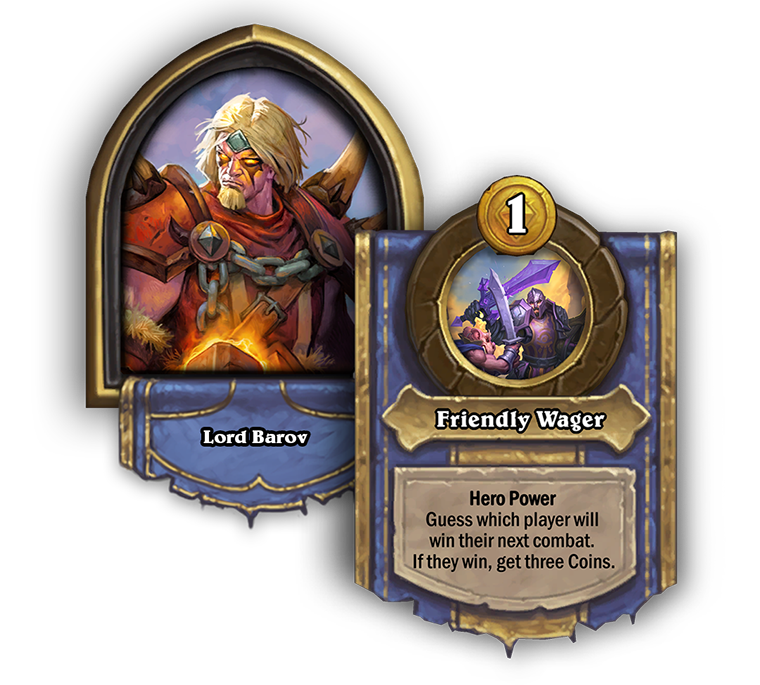 Lord Barov
1
Friendly Wager
Hero Power
Guess which player will
win their next combat.
If they win, get three Coins.